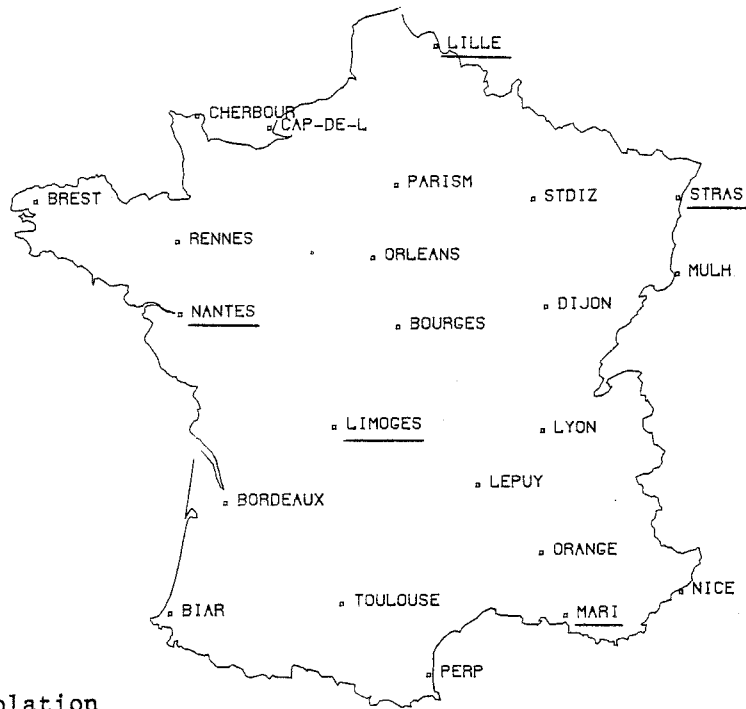 LILLE
CHERBOUR
CAP-DE-L
PARISM
STDIZ
STRAS
BREST
RENNES
ORLEANS
MULH
NANTES
DIJON
BOURGES
LIMOGES
LYON
LEPUY
BORDEAUX
ORANGE
NICE
TOULOUSE
BIAR
MARI
PERP
olation